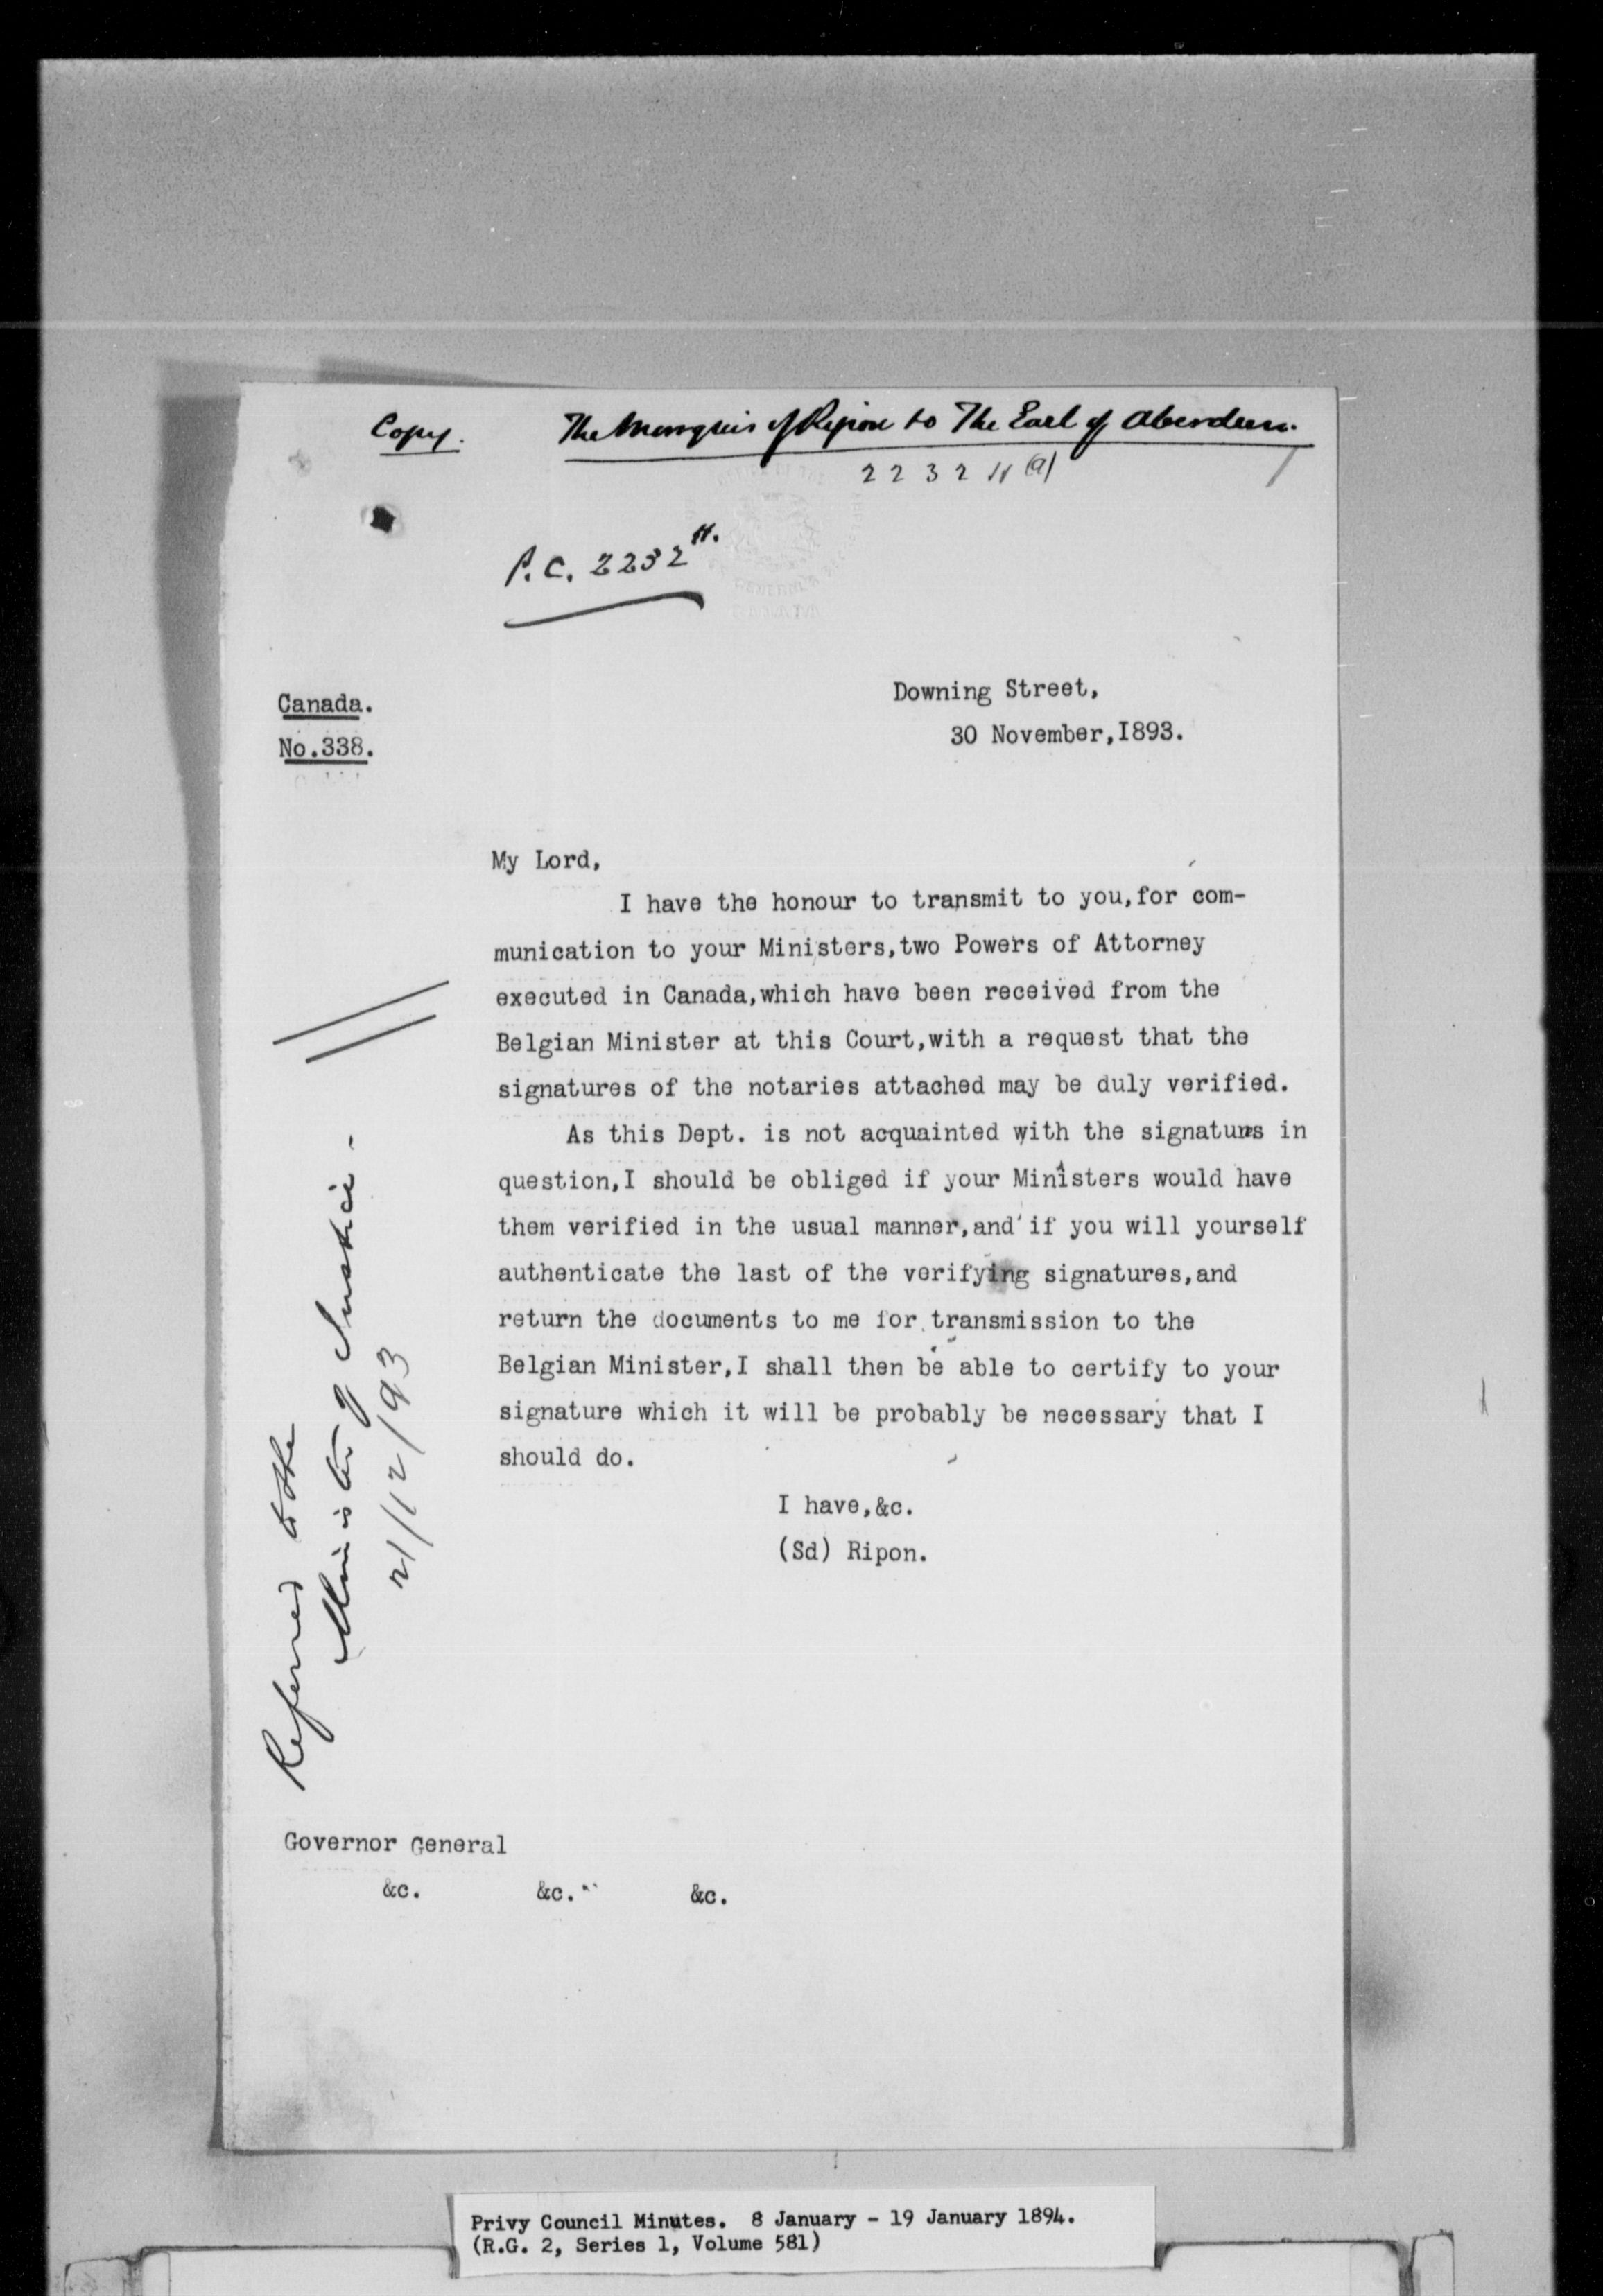 Copy. The Marquis of Ripon to The Earl of Aberdeen.
2232 H (a)
P.C. 2232 H.
Canada.
No.338.
Downing Street,
30 November,I893.
My Lord,
I have the honour to transmit to you,for com-
munication to your Ministers,two Powers of Attorney
executed in Canada,which have been received from the
Belgian Minister at this Court,with a request that the
signatures of the notaries attached may be duly verified.
As this Dept. is not acquainted with the signatures in
question,I should be obliged if your Ministers would have
them verified in the usual manner,and if you will yourself
authenticate the last of the verifying signatures,and
return the documents to me for transmission to the
Belgian Minister,I shall then be able to certify to your
signature which it will be probably be necessary that I
should do.
I have,&c.
(Sd) Ripon.
Referred to the
Minister of Justice -
21/12/93
Governor General
&c. &c. &c.
Privy Council Minutes. 8 January - 19 January 1894.
(R.G. 2, Series 1, Volume 581)